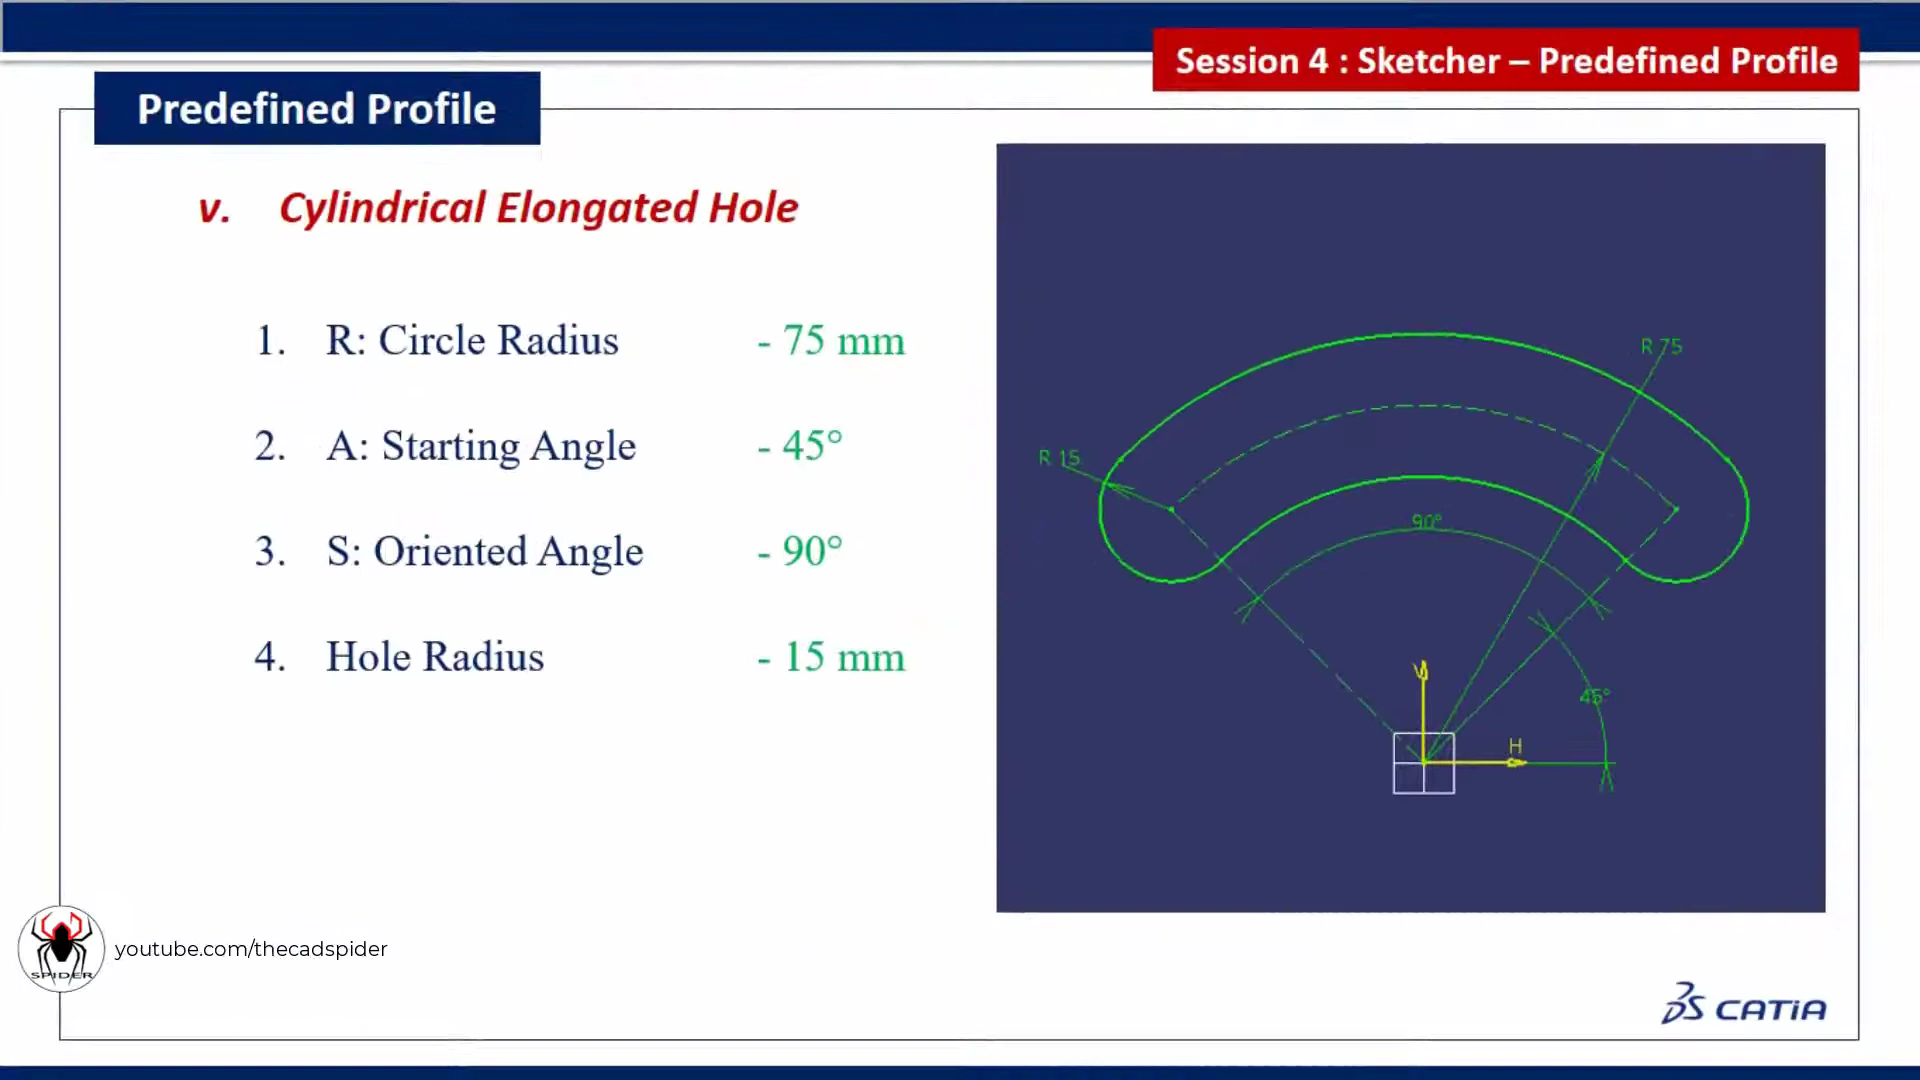 Session 4 : Sketcher – Predefined Profile
Predefined Profile
v. Cylindrical Elongated Hole
1. R: Circle Radius - 75 mm
2. A: Starting Angle - 45°
3. S: Oriented Angle - 90°
4. Hole Radius - 15 mm
R 75
R 15
90°
45°
V
H
SPIDER
youtube.com/thecadspider
3DS CATIA